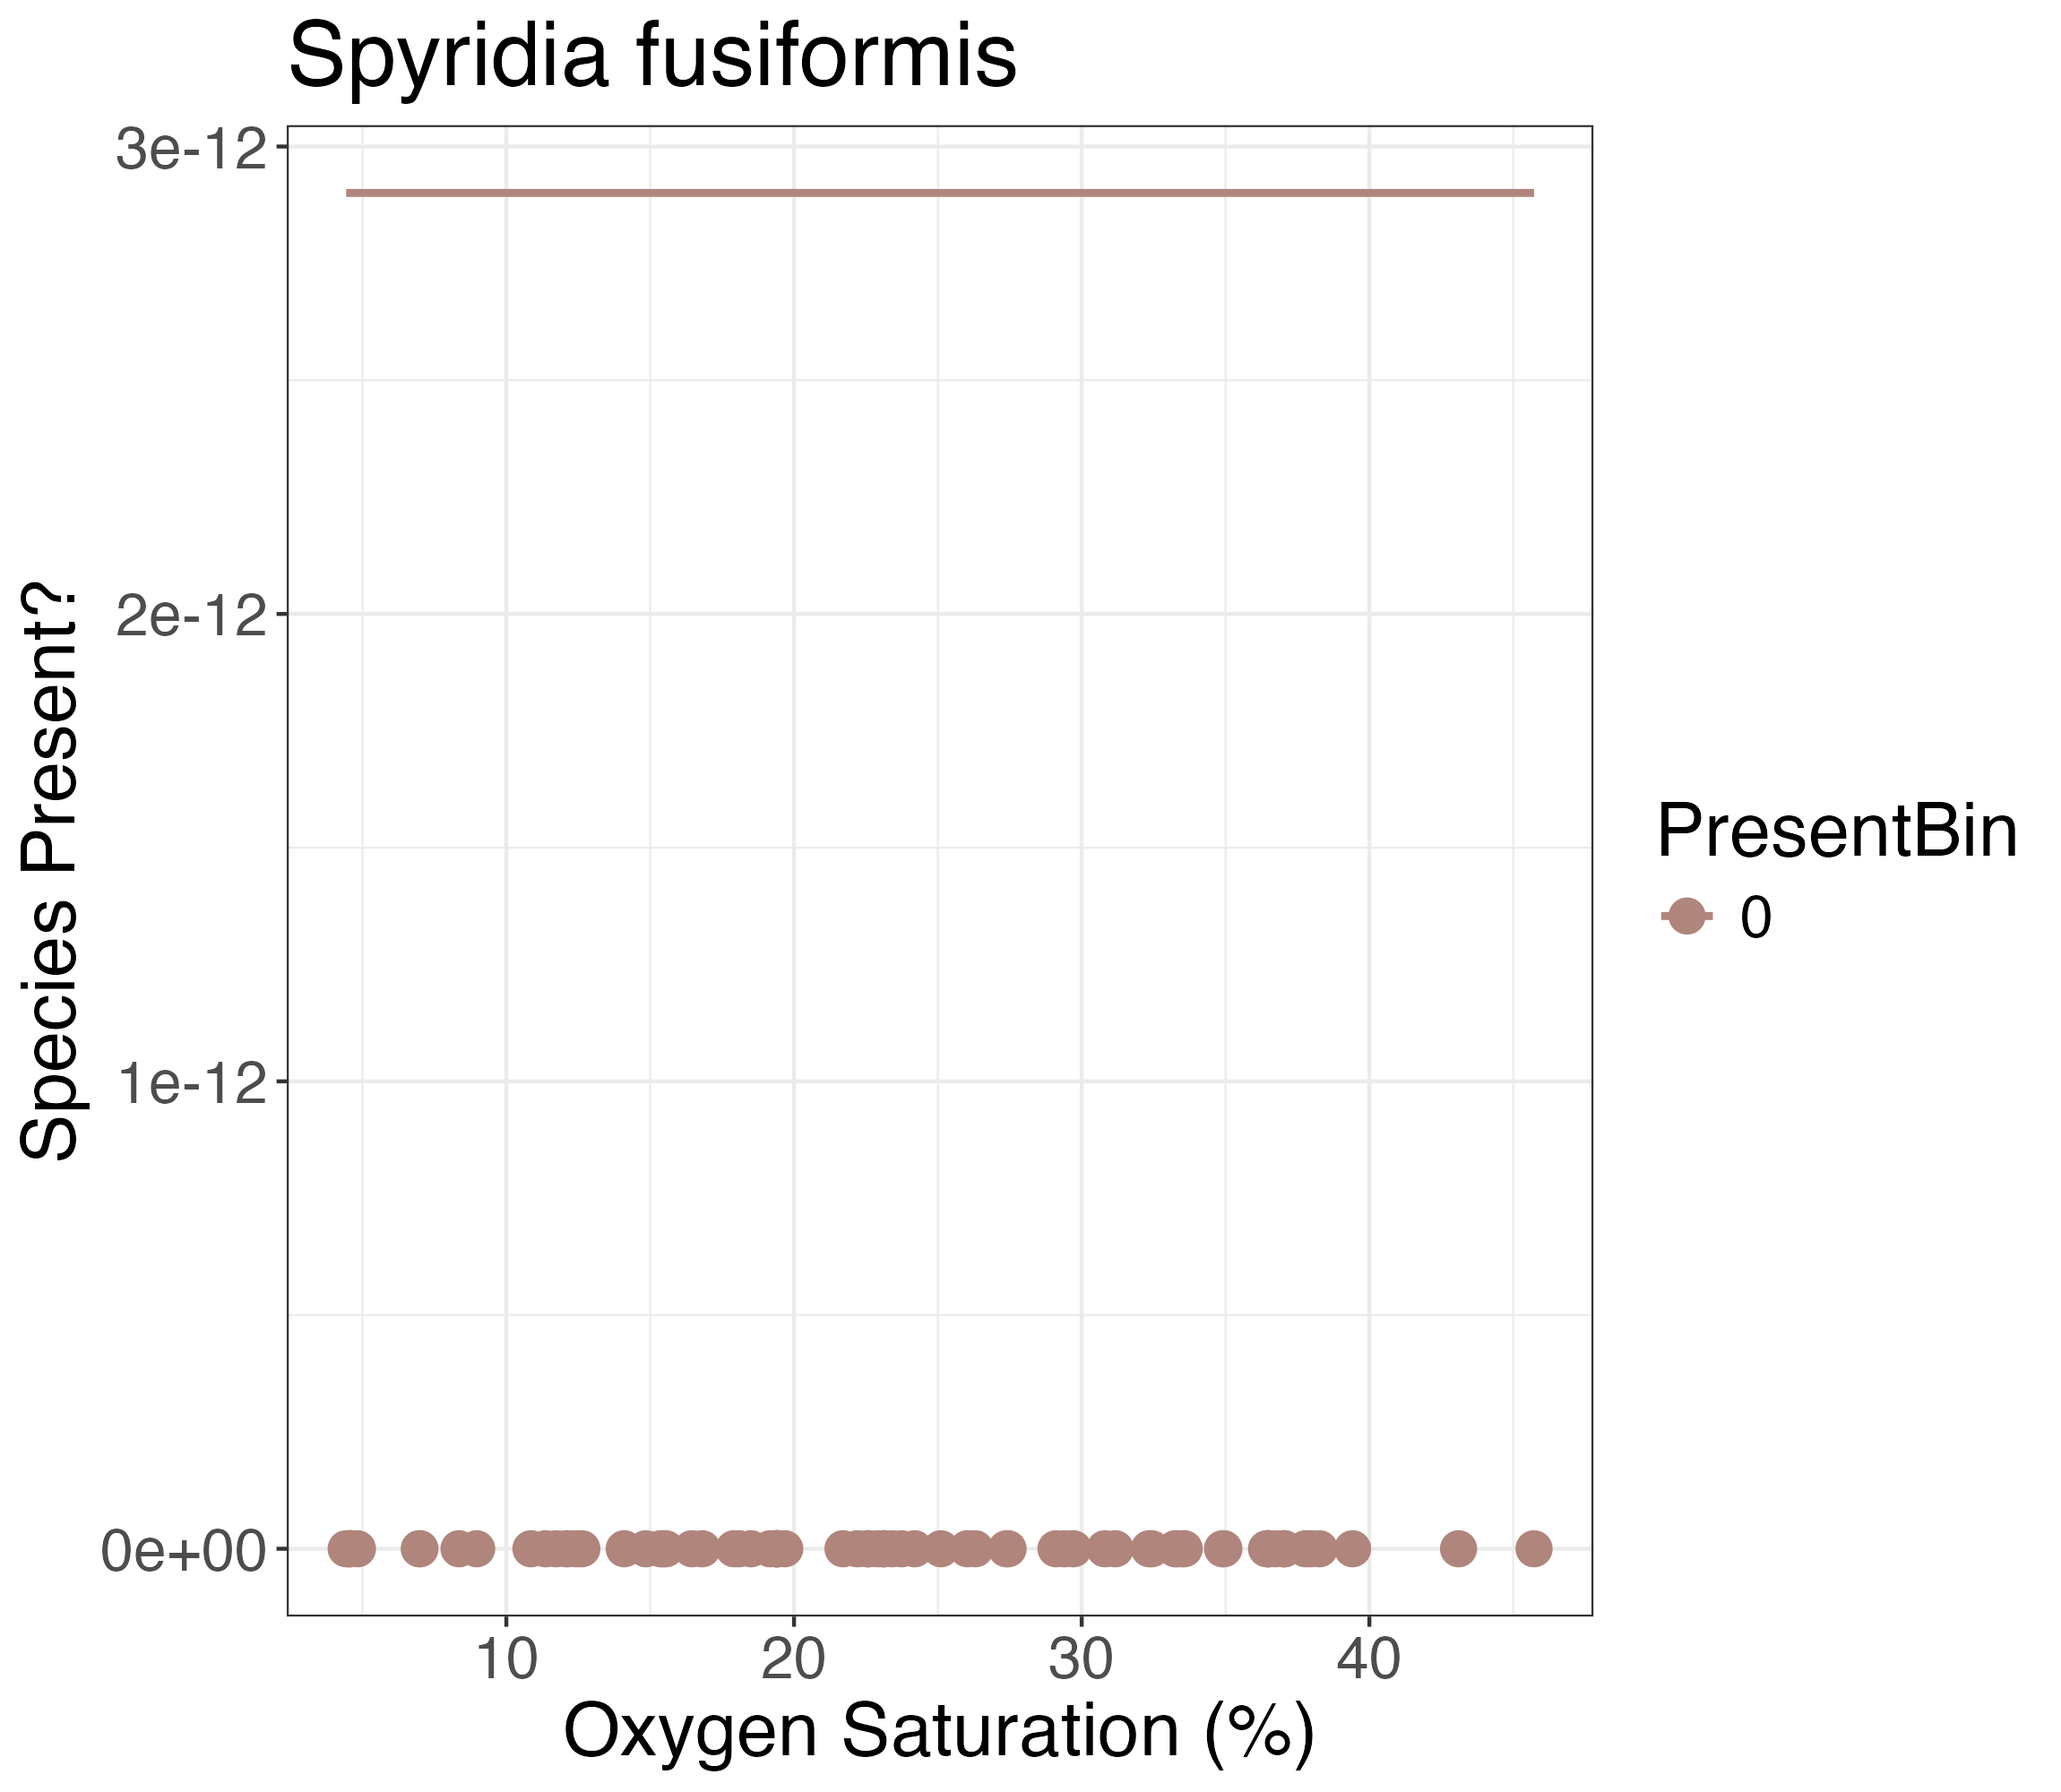 Spyridia fusiformis
3e-12
2e-12
1e-12
0e+00
Species Present?
10 20 30 40
Oxygen Saturation (%)
PresentBin
0